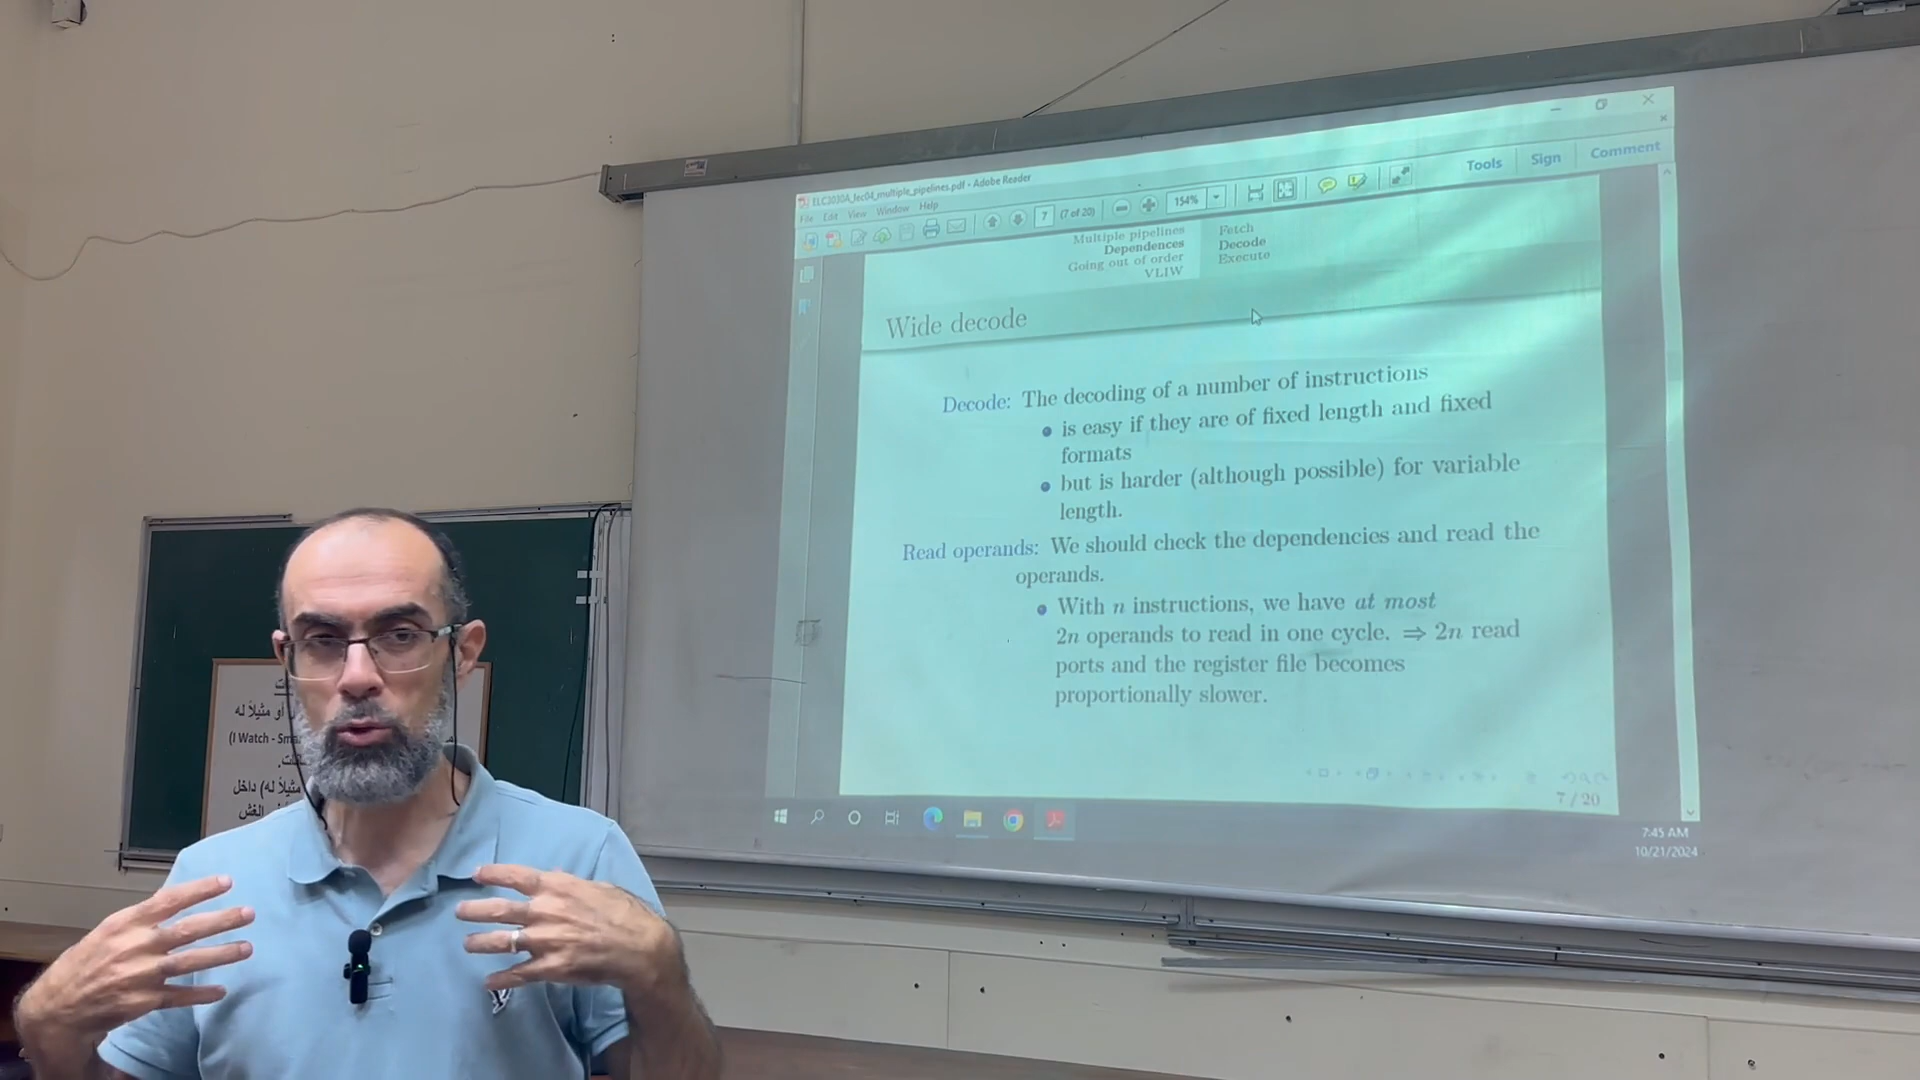 ELC3030A_lec04_multiple_pipelines.pdf - Adobe Reader
File Edit View Window Help
Tools Sign Comment
7 (7 of 20) 154%
Multiple pipelines
Dependences
Going out of order
VLIW
Fetch
Decode
Execute
Wide decode
Decode: The decoding of a number of instructions
is easy if they are of fixed length and fixed
formats
but is harder (although possible) for variable
length.
Read operands: We should check the dependencies and read the
operands.
With n instructions, we have at most
2n operands to read in one cycle. ⇒ 2n read
ports and the register file becomes
proportionally slower.
7 / 20
7:45 AM
10/21/2024
أو مثيلاً له
(I Watch -
مثيلاً له) داخل
الغش